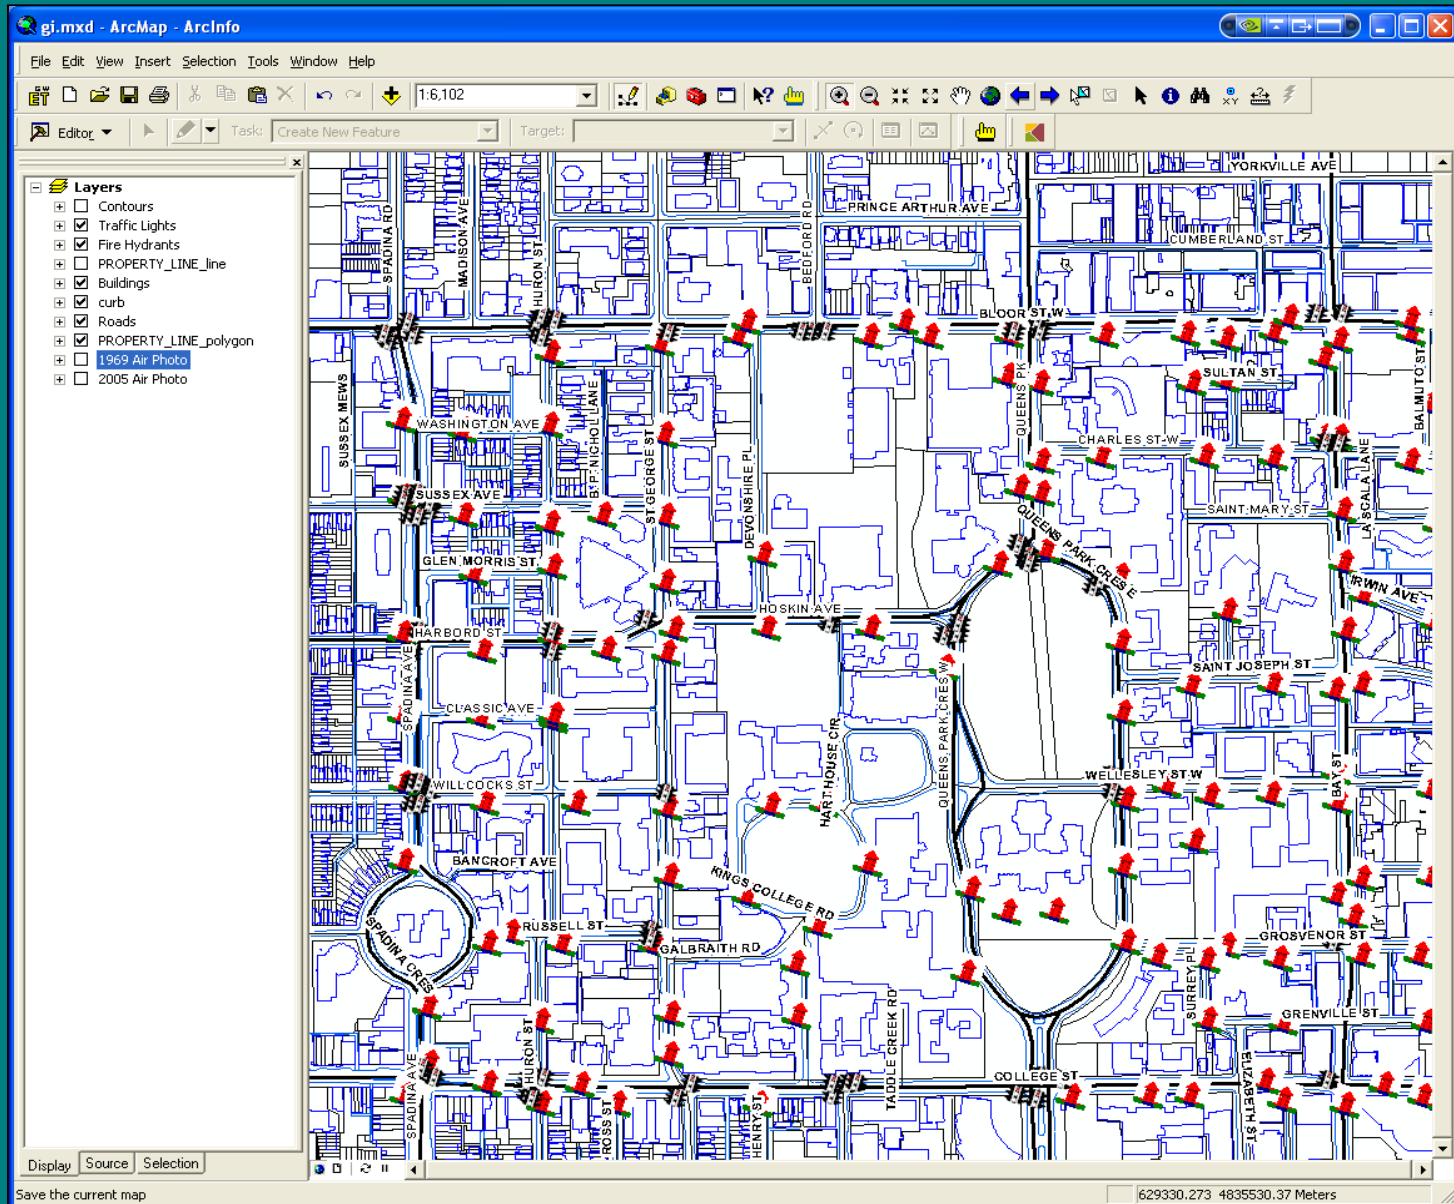 gi.mxd - ArcMap - ArcInfo
File Edit View Insert Selection Tools Window Help
1:6,102
Editor Task: Create New Feature Target:
Layers
Contours
Traffic Lights
Fire Hydrants
PROPERTY_LINE_line
Buildings
curb
Roads
PROPERTY_LINE_polygon
1969 Air Photo
2005 Air Photo
YORKVILLE AVE
PRINCE ARTHUR AVE
CUMBERLAND ST
SPADINA RD
MADISON AVE
HURON ST
BEDFORD RD
BLOOR ST W
SULTAN ST
BALMUTO ST
SUSSEX MEWS
WASHINGTON AVE
B.P. NICHOL LANE
ST GEORGE ST
DEVONSHIRE PL
QUEENS PK
CHARLES ST W
LA SCALA LANE
SUSSEX AVE
SAINT MARY ST
QUEENS PARK CRES E
GLEN MORRIS ST
IRWIN AVE
HOSKIN AVE
HARBORD ST
SAINT JOSEPH ST
SPADINA AVE
CLASSIC AVE
HART HOUSE CIR
QUEENS PARK CRES W
WELLESLEY ST W
BAY ST
WILLCOCKS ST
BANCROFT AVE
KINGS COLLEGE RD
SPADINA CRES
RUSSELL ST
GALBRAITH RD
GROSVENOR ST
SURREY PL
TADDLE CREEK RD
GRENVILLE ST
HURON ST
COLLEGE ST
SPADINA AVE
ROSS ST
HENRY ST
ELIZABETH ST
Display Source Selection
Save the current map
629330.273 4835530.37 Meters